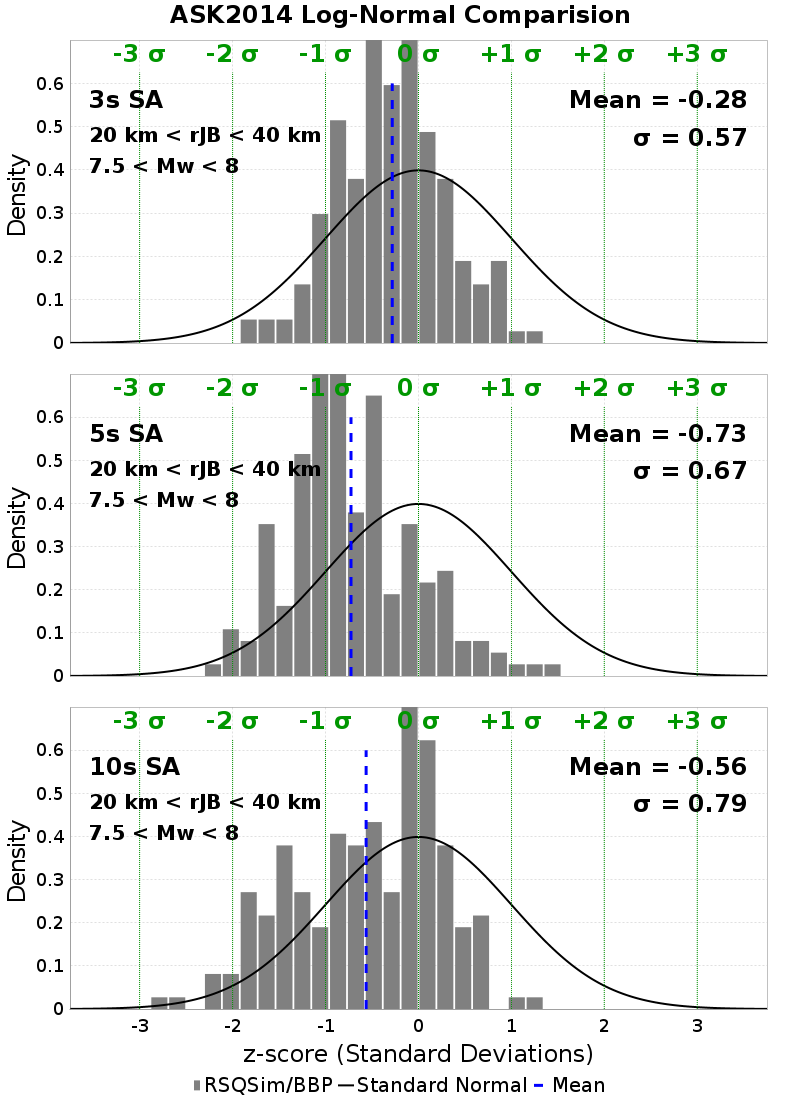 ASK2014 Log-Normal Comparision
-3 σ -2 σ -1 σ 0 σ +1 σ +2 σ +3 σ
3s SA
Mean = -0.28
20 km < rJB < 40 km
σ = 0.57
7.5 < Mw < 8
0.6
0.5
0.4
0.3
0.2
0.1
0
Density
-3 σ -2 σ -1 σ 0 σ +1 σ +2 σ +3 σ
5s SA
Mean = -0.73
20 km < rJB < 40 km
σ = 0.67
7.5 < Mw < 8
0.6
0.5
0.4
0.3
0.2
0.1
0
Density
-3 σ -2 σ -1 σ 0 σ +1 σ +2 σ +3 σ
10s SA
Mean = -0.56
20 km < rJB < 40 km
σ = 0.79
7.5 < Mw < 8
0.6
0.5
0.4
0.3
0.2
0.1
0
Density
-3 -2 -1 0 1 2 3
z-score (Standard Deviations)
RSQSim/BBP Standard Normal Mean